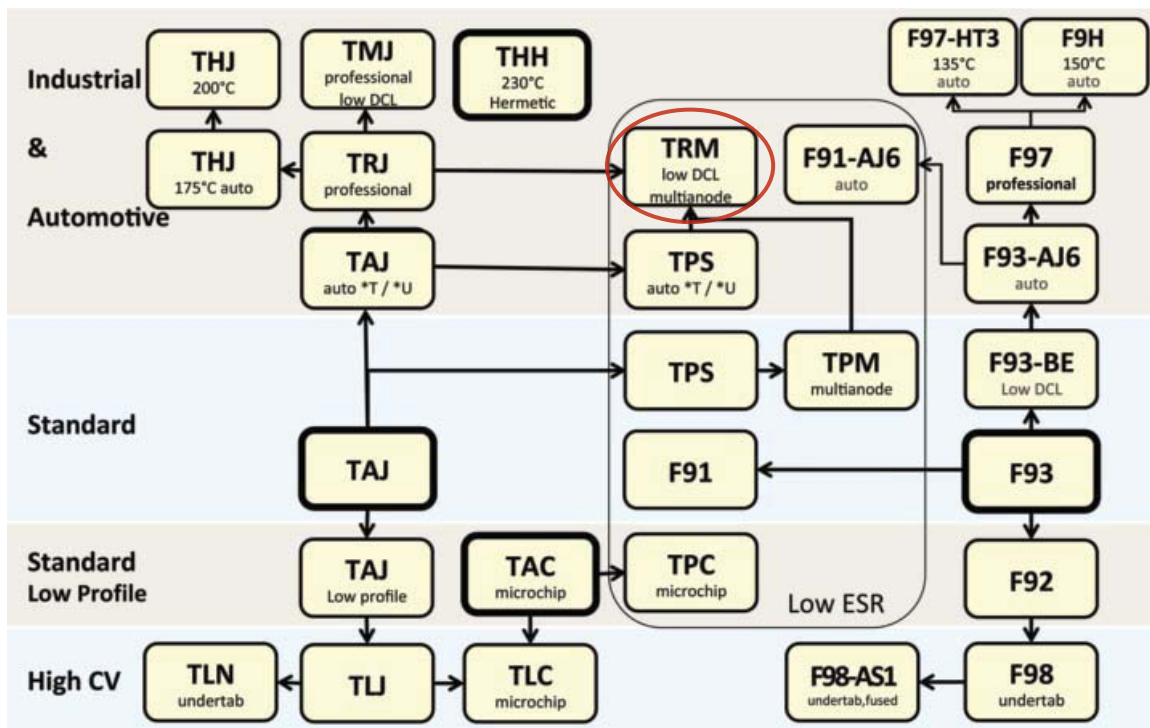 Industrial
&
Automotive
THJ
200°C
TMJ
professional
low DCL
THH
230°C
Hermetic
F97-HT3
135°C
auto
F9H
150°C
auto
THJ
175°C auto
TRJ
professional
TRM
low DCL
multianode
F91-AJ6
auto
F97
professional
TAJ
auto *T / *U
TPS
auto *T / *U
F93-AJ6
auto
Standard
TPS
TPM
multianode
F93-BE
Low DCL
TAJ
F91
F93
Standard
Low Profile
TAJ
Low profile
TAC
microchip
TPC
microchip
Low ESR
F92
High CV
TLN
undertab
TLJ
TLC
microchip
F98-AS1
undertab,fused
F98
undertab